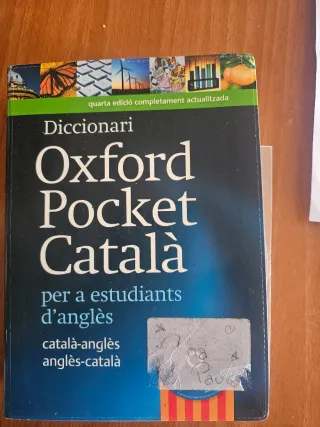 quarta edició completament actualitzada
Diccionari
Oxford
Pocket
Català
per a estudiants
d'anglès
català-anglès
anglès-català